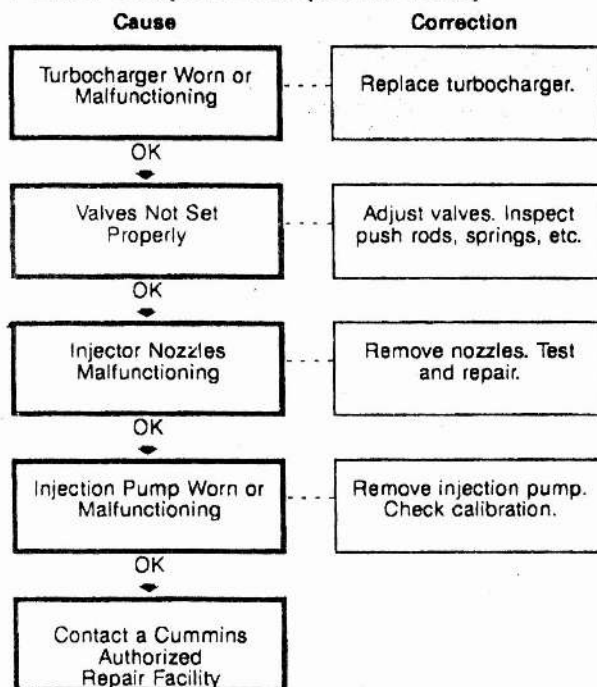 Cause
Correction
Turbocharger Worn or
Malfunctioning
Replace turbocharger.
OK
Valves Not Set
Properly
Adjust valves. Inspect
push rods, springs, etc.
OK
Injector Nozzles
Malfunctioning
Remove nozzles. Test
and repair.
OK
Injection Pump Worn or
Malfunctioning
Remove injection pump.
Check calibration.
OK
Contact a Cummins
Authorized
Repair Facility